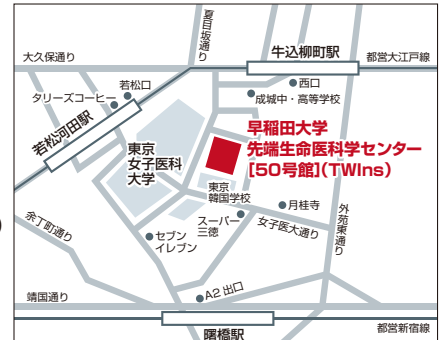 夏目坂通り
牛込柳町駅
大久保通り
都営大江戸線
若松口
西口
タリーズコーヒー
成城中・高等学校
若松河田駅
早稲田大学
先端生命医科学センター
[50号館](TWIns)
東京
女子医科
大学
東京
韓国学校
月桂寺
外苑東通り
スーパー
三徳
女子医大通り
余丁町通り
セブン
イレブン
A2 出口
靖国通り
都営新宿線
曙橋駅
)